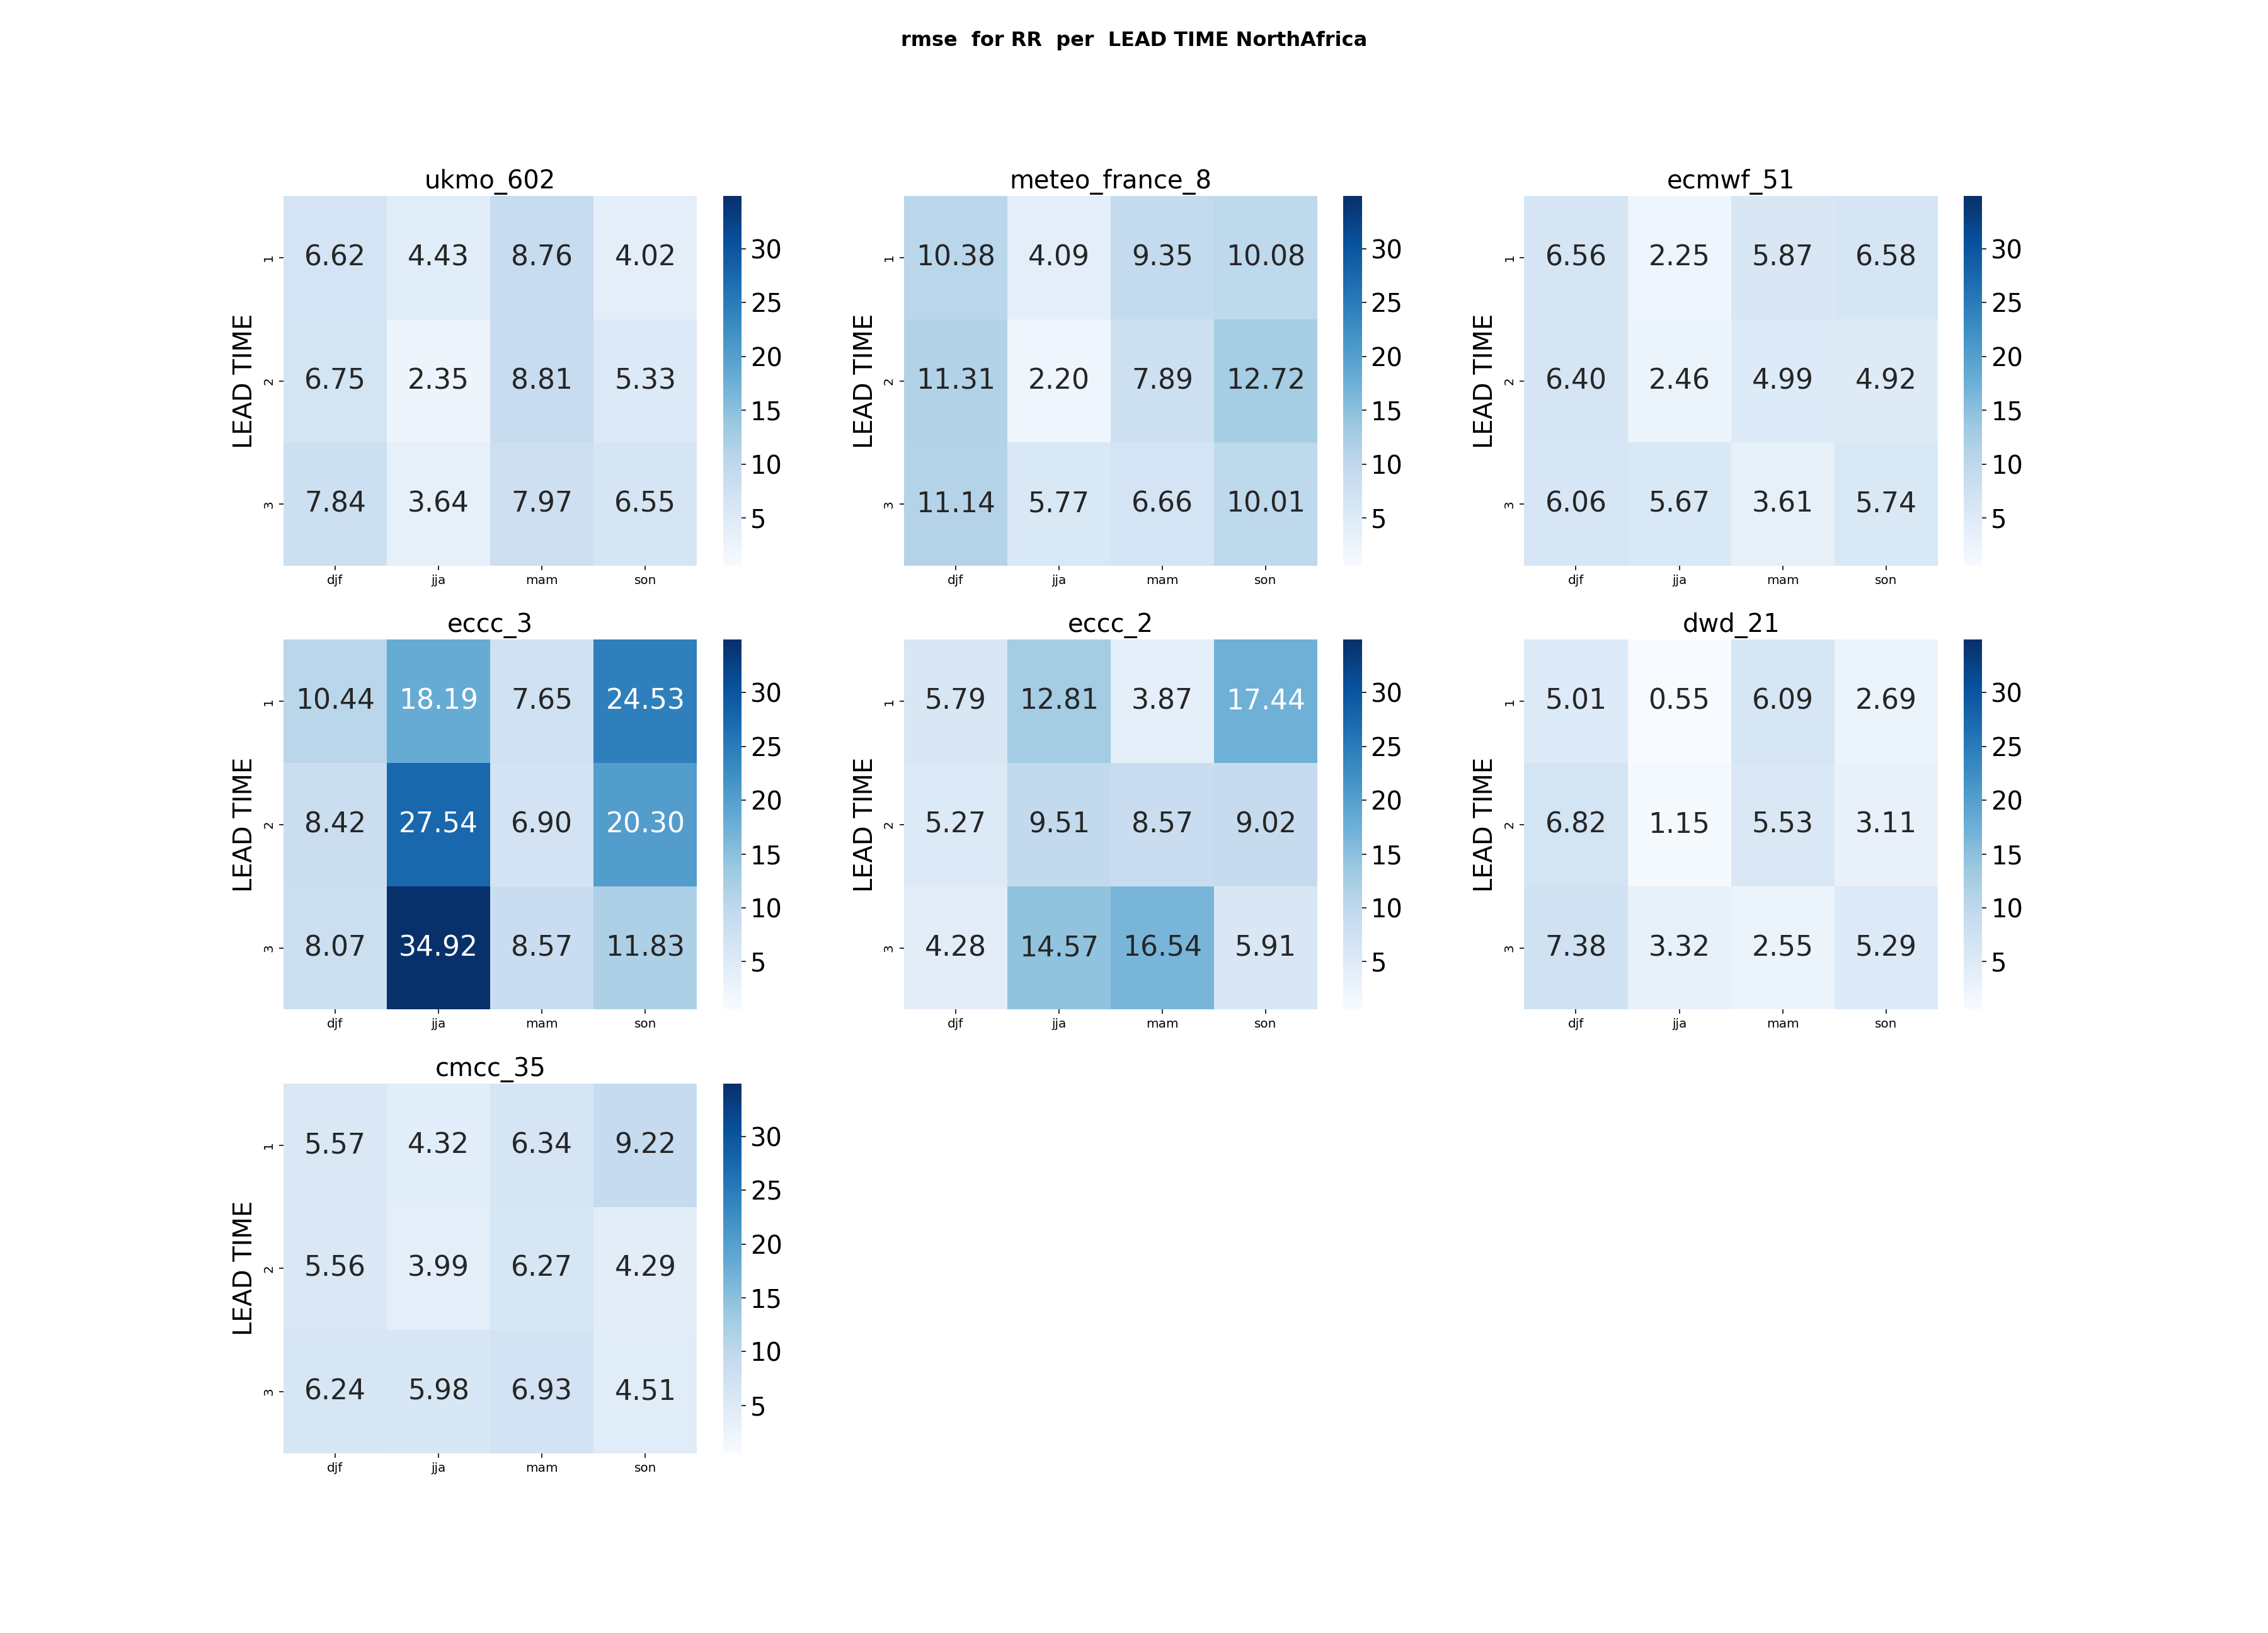 rmse  for RR  per  LEAD TIME NorthAfrica
ukmo_602
LEAD TIME
1 6.62 4.43 8.76 4.02
2 6.75 2.35 8.81 5.33
3 7.84 3.64 7.97 6.55
djf jja mam son
30
25
20
15
10
5
meteo_france_8
LEAD TIME
1 10.38 4.09 9.35 10.08
2 11.31 2.20 7.89 12.72
3 11.14 5.77 6.66 10.01
djf jja mam son
30
25
20
15
10
5
ecmwf_51
LEAD TIME
1 6.56 2.25 5.87 6.58
2 6.40 2.46 4.99 4.92
3 6.06 5.67 3.61 5.74
djf jja mam son
30
25
20
15
10
5
eccc_3
LEAD TIME
1 10.44 18.19 7.65 24.53
2 8.42 27.54 6.90 20.30
3 8.07 34.92 8.57 11.83
djf jja mam son
30
25
20
15
10
5
eccc_2
LEAD TIME
1 5.79 12.81 3.87 17.44
2 5.27 9.51 8.57 9.02
3 4.28 14.57 16.54 5.91
djf jja mam son
30
25
20
15
10
5
dwd_21
LEAD TIME
1 5.01 0.55 6.09 2.69
2 6.82 1.15 5.53 3.11
3 7.38 3.32 2.55 5.29
djf jja mam son
30
25
20
15
10
5
cmcc_35
LEAD TIME
1 5.57 4.32 6.34 9.22
2 5.56 3.99 6.27 4.29
3 6.24 5.98 6.93 4.51
djf jja mam son
30
25
20
15
10
5